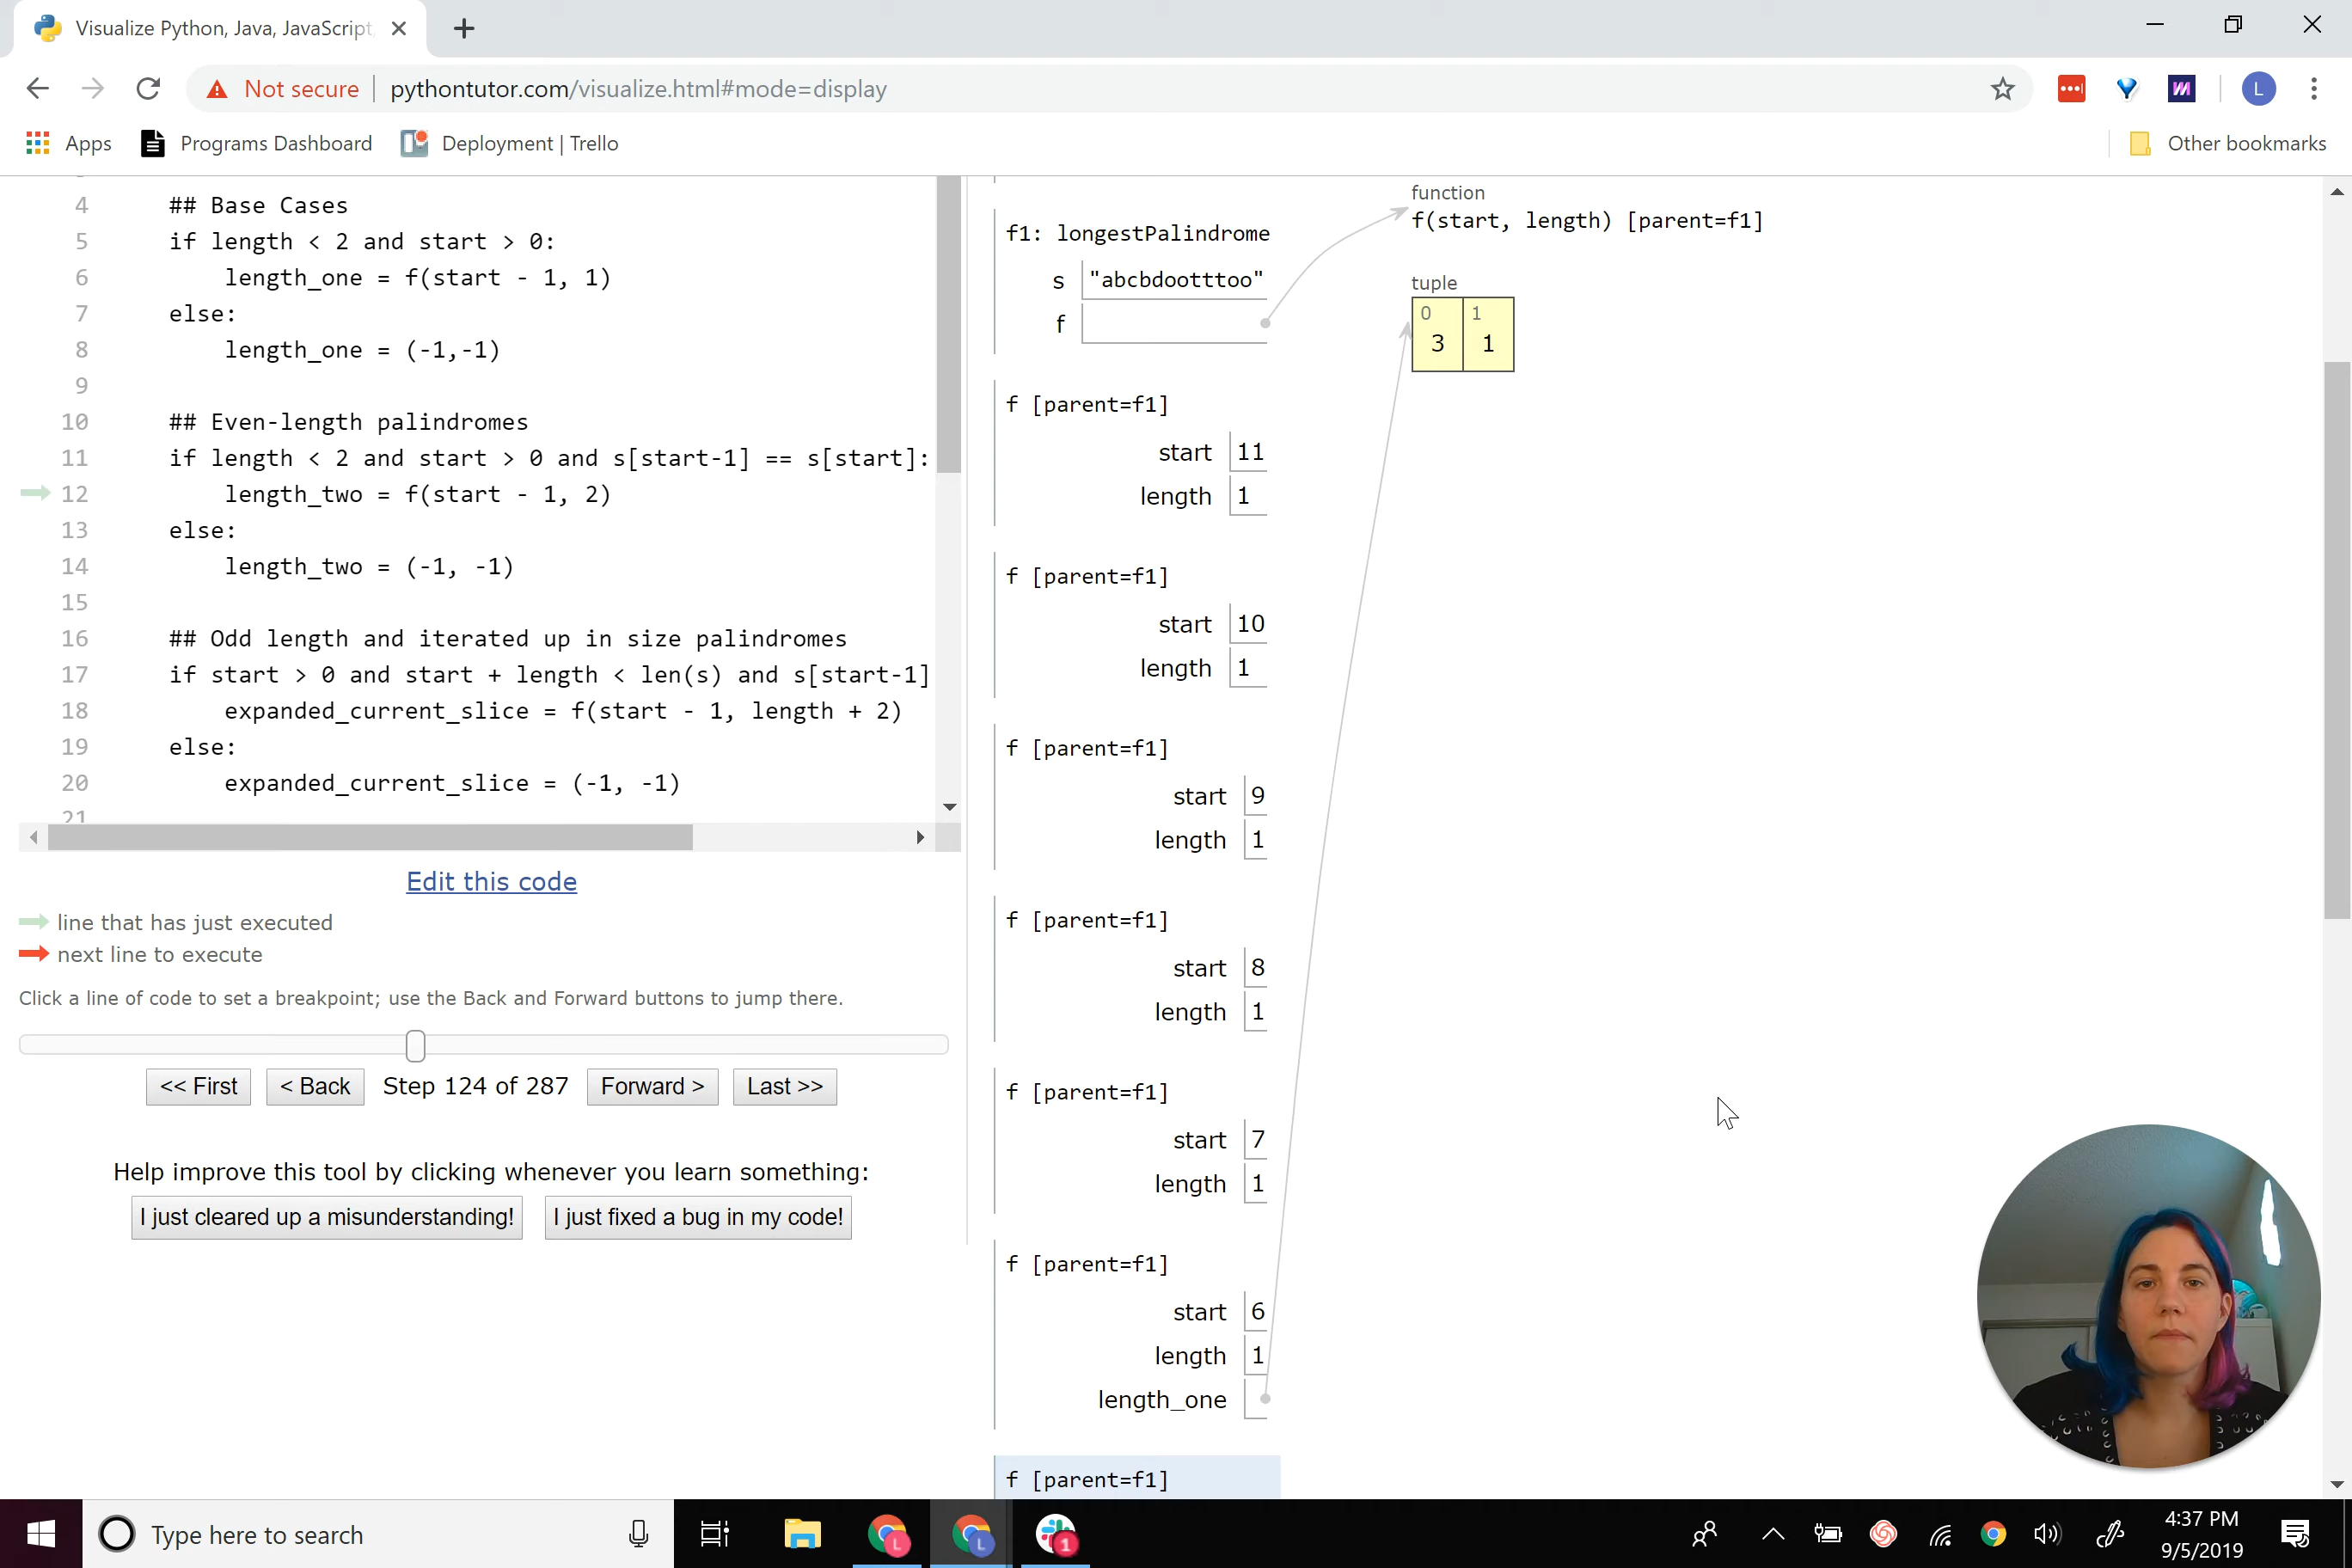 Visualize Python, Java, JavaScript,
Not secure
pythontutor.com/visualize.html#mode=display
L
Apps
Programs Dashboard
Deployment | Trello
Other bookmarks
4 ## Base Cases
5 if length < 2 and start > 0:
6 length_one = f(start - 1, 1)
7 else:
8 length_one = (-1,-1)
9
10 ## Even-length palindromes
11 if length < 2 and start > 0 and s[start-1] == s[start]:
12 length_two = f(start - 1, 2)
13 else:
14 length_two = (-1, -1)
15
16 ## Odd length and iterated up in size palindromes
17 if start > 0 and start + length < len(s) and s[start-1]
18 expanded_current_slice = f(start - 1, length + 2)
19 else:
20 expanded_current_slice = (-1, -1)
21
Edit this code
line that has just executed
next line to execute
Click a line of code to set a breakpoint; use the Back and Forward buttons to jump there.
<< First
< Back
Step 124 of 287
Forward >
Last >>
Help improve this tool by clicking whenever you learn something:
I just cleared up a misunderstanding!
I just fixed a bug in my code!
f1: longestPalindrome
s "abcbdootttoo"
f
f [parent=f1]
start 11
length 1
f [parent=f1]
start 10
length 1
f [parent=f1]
start 9
length 1
f [parent=f1]
start 8
length 1
f [parent=f1]
start 7
length 1
f [parent=f1]
start 6
length 1
length_one
f [parent=f1]
function
f(start, length) [parent=f1]
tuple
0 1
3 1
Type here to search
L
L
1
4:37 PM
9/5/2019